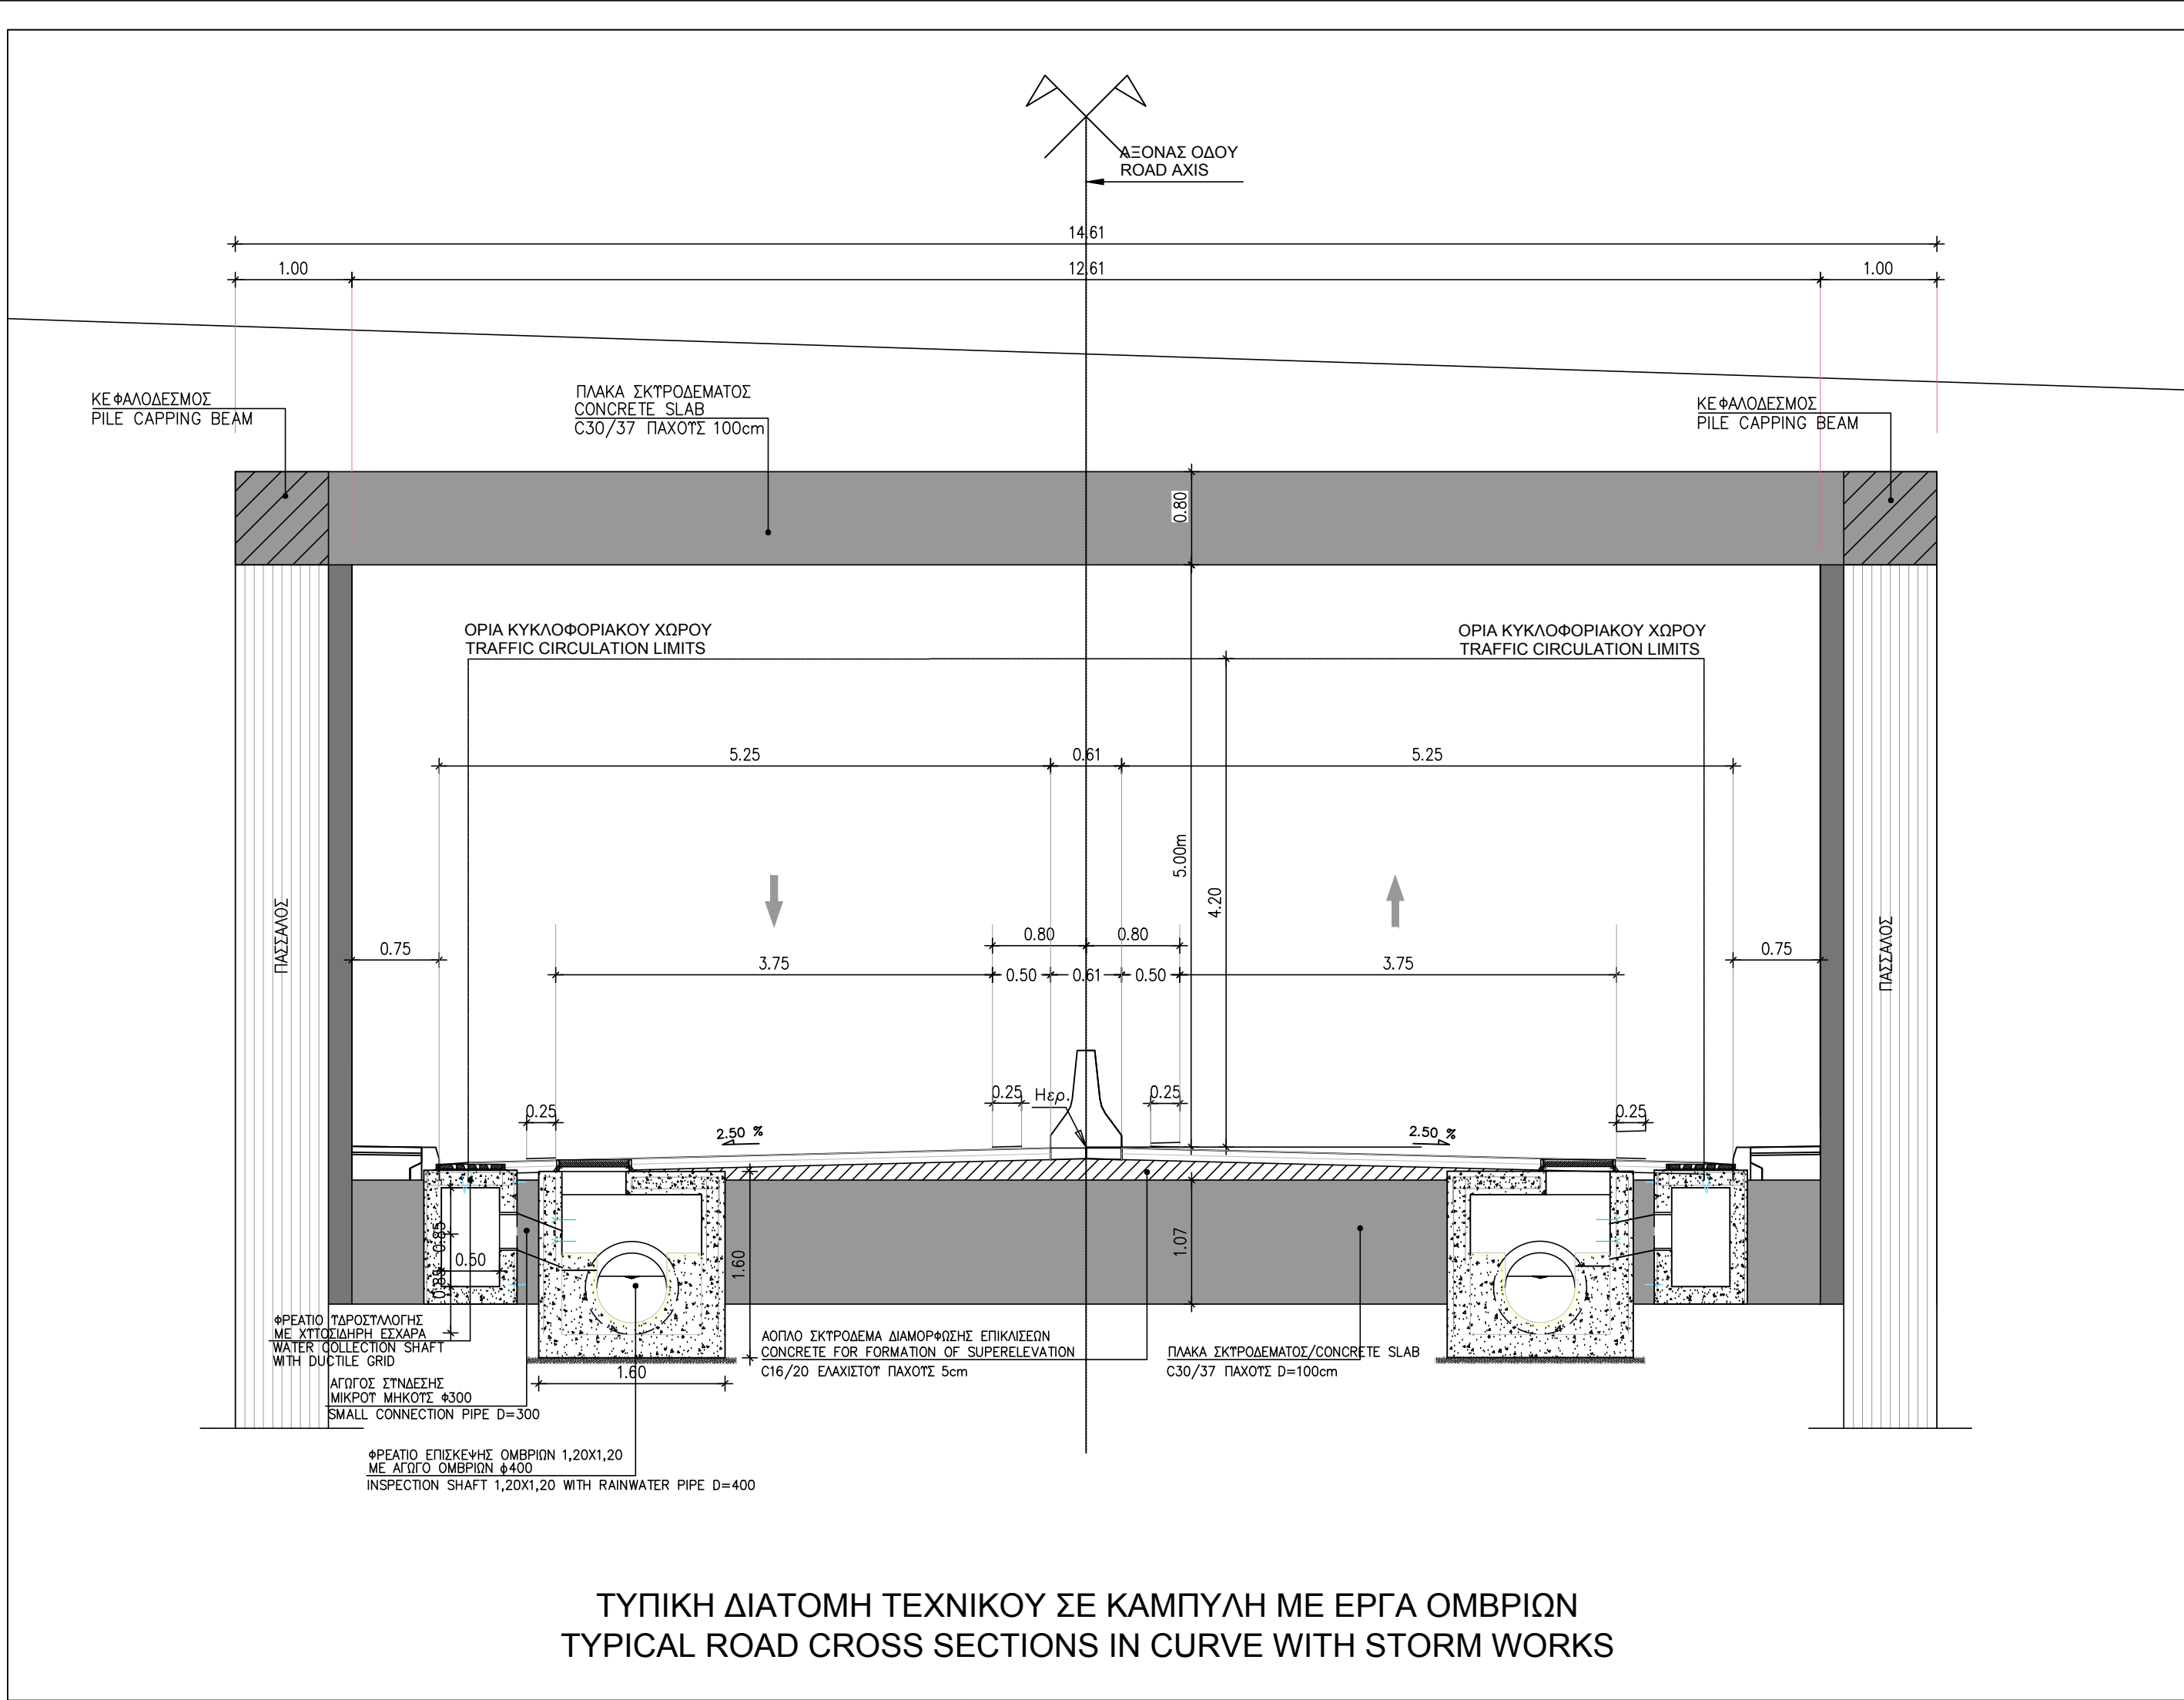 ΑΞΟΝΑΣ ΟΔΟΥ
ROAD AXIS
14.61
1.00
12.61
1.00
ΚΕΦΑΛΟΔΕΣΜΟΣ
PILE CAPPING BEAM
ΠΛΑΚΑ ΣΚΥΡΟΔΕΜΑΤΟΣ
CONCRETE SLAB
C30/37 ΠΑΧΟΥΣ 100cm
ΚΕΦΑΛΟΔΕΣΜΟΣ
PILE CAPPING BEAM
0.80
ΟΡΙΑ ΚΥΚΛΟΦΟΡΙΑΚΟΥ ΧΩΡΟΥ
TRAFFIC CIRCULATION LIMITS
ΟΡΙΑ ΚΥΚΛΟΦΟΡΙΑΚΟΥ ΧΩΡΟΥ
TRAFFIC CIRCULATION LIMITS
5.25
0.61
5.25
5.00m
4.20
ΠΑΣΣΑΛΟΣ
ΠΑΣΣΑΛΟΣ
0.75
0.80
0.80
0.75
3.75
0.50
0.61
0.50
3.75
0.25
0.25
Ηερ.
0.25
0.25
2.50 %
2.50 %
0.85
0.50
0.88
1.60
1.07
1.60
ΦΡΕΑΤΙΟ ΥΔΡΟΣΥΛΛΟΓΗΣ
ΜΕ ΧΥΤΟΣΙΔΗΡΗ ΕΣΧΑΡΑ
WATER COLLECTION SHAFT
WITH DUCTILE GRID
ΑΓΩΓΟΣ ΣΥΝΔΕΣΗΣ
ΜΙΚΡΟΥ ΜΗΚΟΥΣ Φ300
SMALL CONNECTION PIPE D=300
ΦΡΕΑΤΙΟ ΕΠΙΣΚΕΨΗΣ ΟΜΒΡΙΩΝ 1,20Χ1,20
ΜΕ ΑΓΩΓΟ ΟΜΒΡΙΩΝ ϕ400
INSPECTION SHAFT 1,20X1,20 WITH RAINWATER PIPE D=400
ΑΟΠΛΟ ΣΚΥΡΟΔΕΜΑ ΔΙΑΜΟΡΦΩΣΗΣ ΕΠΙΚΛΙΣΕΩΝ
CONCRETE FOR FORMATION OF SUPERELEVATION
C16/20 ΕΛΑΧΙΣΤΟΥ ΠΑΧΟΥΣ 5cm
ΠΛΑΚΑ ΣΚΥΡΟΔΕΜΑΤΟΣ/CONCRETE SLAB
C30/37 ΠΑΧΟΥΣ D=100cm
ΤΥΠΙΚΗ ΔΙΑΤΟΜΗ ΤΕΧΝΙΚΟΥ ΣΕ ΚΑΜΠΥΛΗ ΜΕ ΕΡΓΑ ΟΜΒΡΙΩΝ
TYPICAL ROAD CROSS SECTIONS IN CURVE WITH STORM WORKS